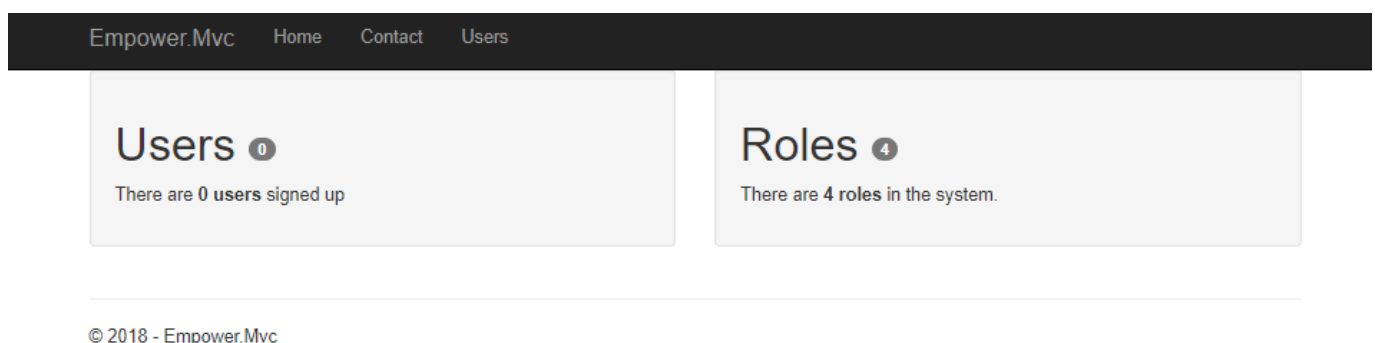 Empower.Mvc Home Contact Users
Users 0
There are 0 users signed up
Roles 4
There are 4 roles in the system.
© 2018 - Empower.Mvc